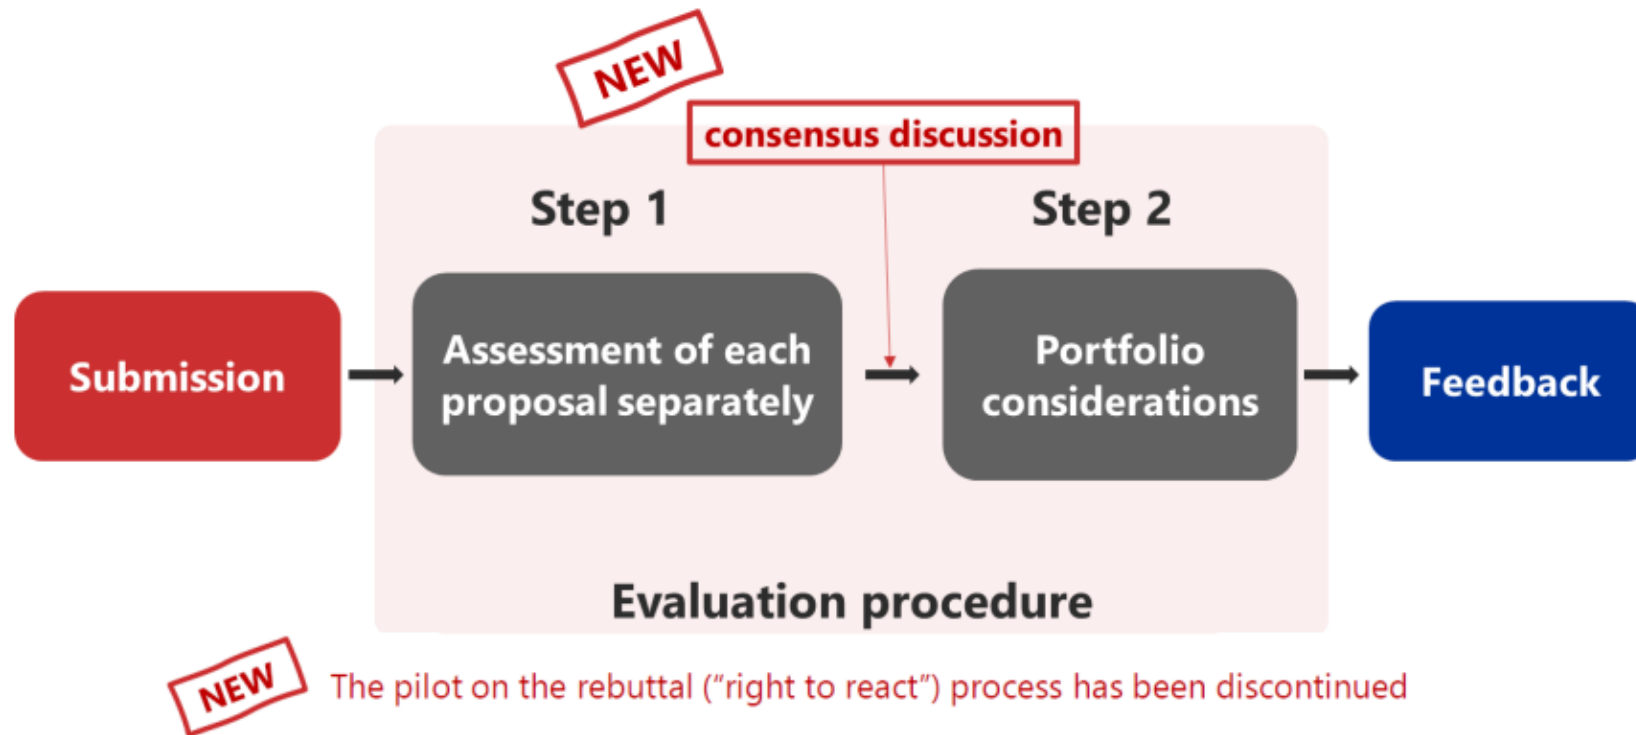 NEW
consensus discussion
Step 1
Step 2
Submission
Assessment of each
proposal separately
Portfolio
considerations
Feedback
Evaluation procedure
NEW
The pilot on the rebuttal (“right to react”) process has been discontinued